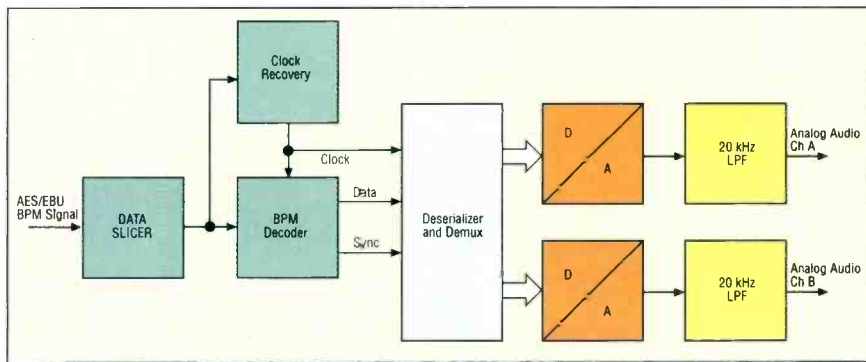 Clock
Recovery
AES/EBU
BPM Signal
DATA
SLICER
Clock
BPM
Decoder
Data
Sync
Deserializer
and Demux
D
A
20 kHz
LPF
Analog Audio
Ch A
D
A
20 kHz
LPF
Analog Audio
Ch B